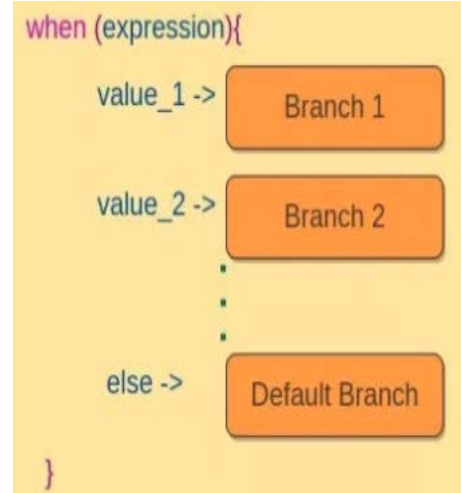 when (expression){
value_1 -> Branch 1
value_2 -> Branch 2
else -> Default Branch
}